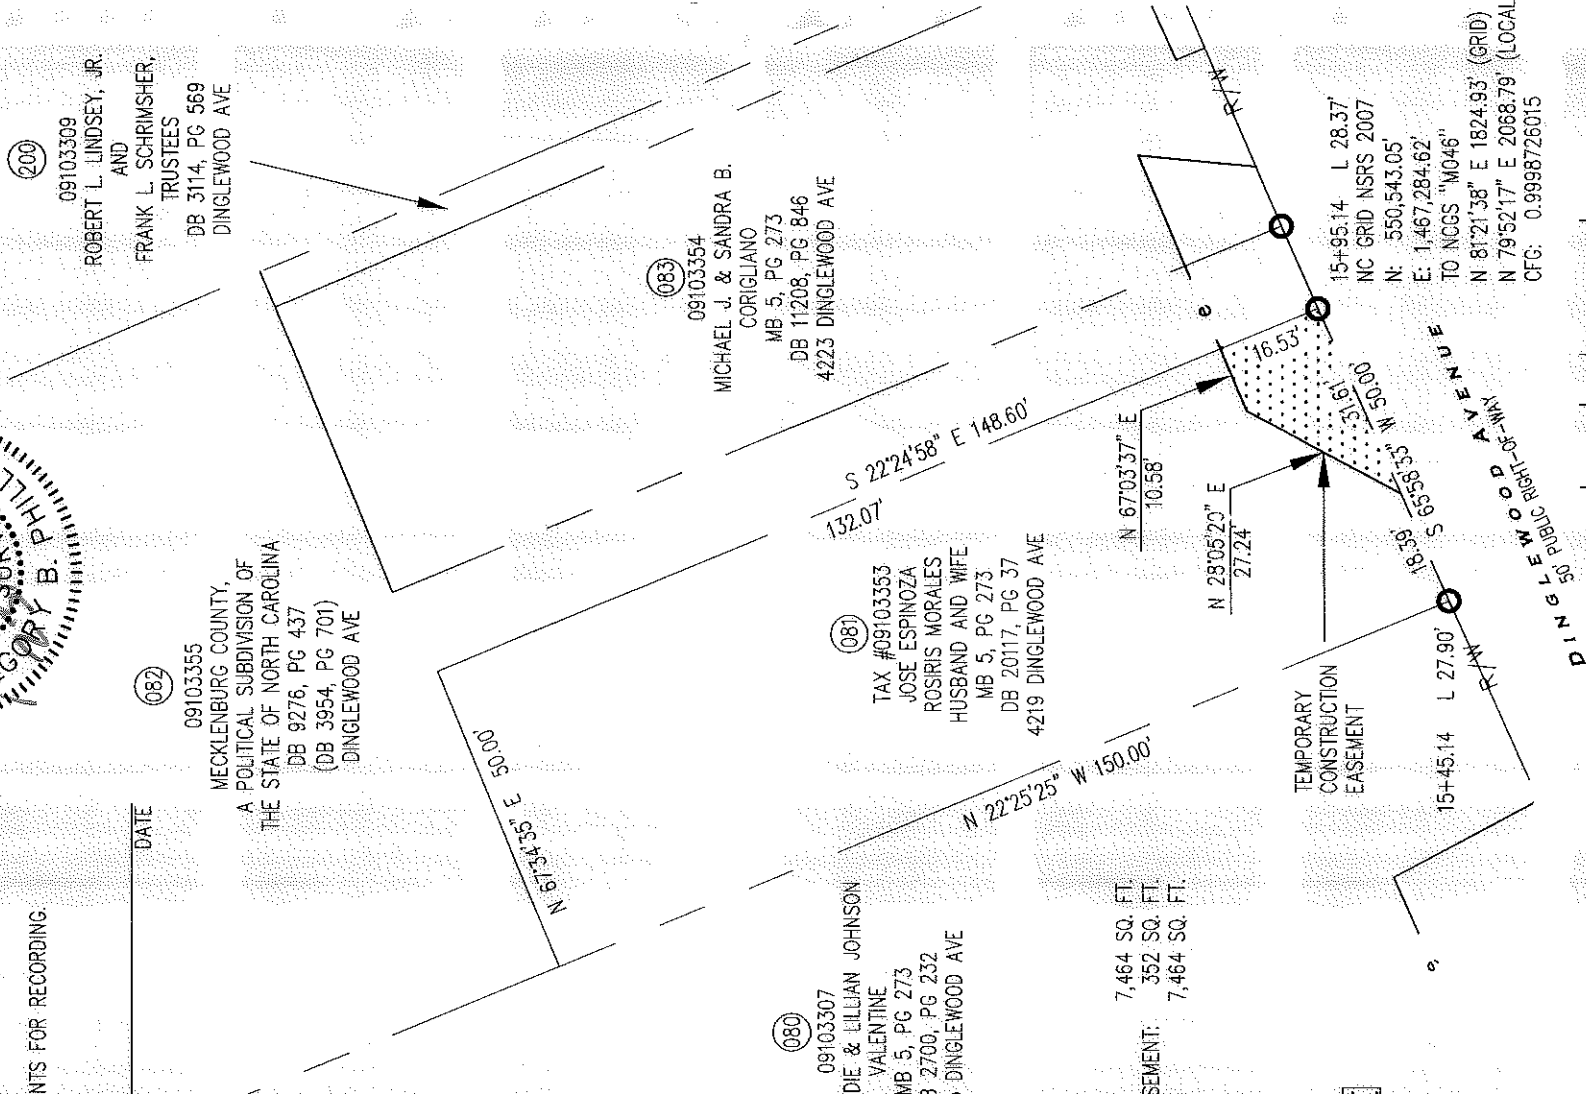 NTS FOR RECORDING.
DATE
GORY B. PHILL
SUR
200
09103309
ROBERT L. LINDSEY, JR.
AND
FRANK L. SCHRIMSHER,
TRUSTEES
DB 3114, PG 569
DINGLEWOOD AVE
082
09103355
MECKLENBURG COUNTY,
A POLITICAL SUBDIVISION OF
THE STATE OF NORTH CAROLINA
DB 9276, PG 437
(DB 3954, PG 701)
DINGLEWOOD AVE
083
09103354
MICHAEL J. & SANDRA B.
CORIGLIANO
MB 5, PG 273
DB 11208, PG 846
4223 DINGLEWOOD AVE
N 67°34'35" E 50.00'
S 22°24'58" E 148.60'
132.07'
16.53'
081
TAX #09103353
JOSE ESPINOZA
ROSIRIS MORALES
HUSBAND AND WIFE
MB 5, PG 273
DB 20117, PG 37
4219 DINGLEWOOD AVE
N 22°25'25" W 150.00'
N 67°03'37" E
10.58'
N 28°05'20" E
27.24'
TEMPORARY
CONSTRUCTION
EASEMENT
31.61'
18.39'
S 65°58'33" W 50.00'
R/W
R/W
e
15+95.14 L 28.37'
NC GRID NSRS 2007
N: 550,543.05'
E: 1,467,284.62'
TO NCGS "M046"
N 81°21'38" E 1824.93' (GRID)
N 79°52'17" E 2068.79' (LOCAL
CFG: 0.9998726015
15+45.14 L 27.90'
DINGLEWOOD AVENUE
50' PUBLIC RIGHT-OF-WAY
080
09103307
DIE & LILLIAN JOHNSON
VALENTINE
MB 5, PG 273
B 2700, PG 232
DINGLEWOOD AVE
7,464 SQ. FT.
SEMENT: 352 SQ. FT.
7,464 SQ. FT.